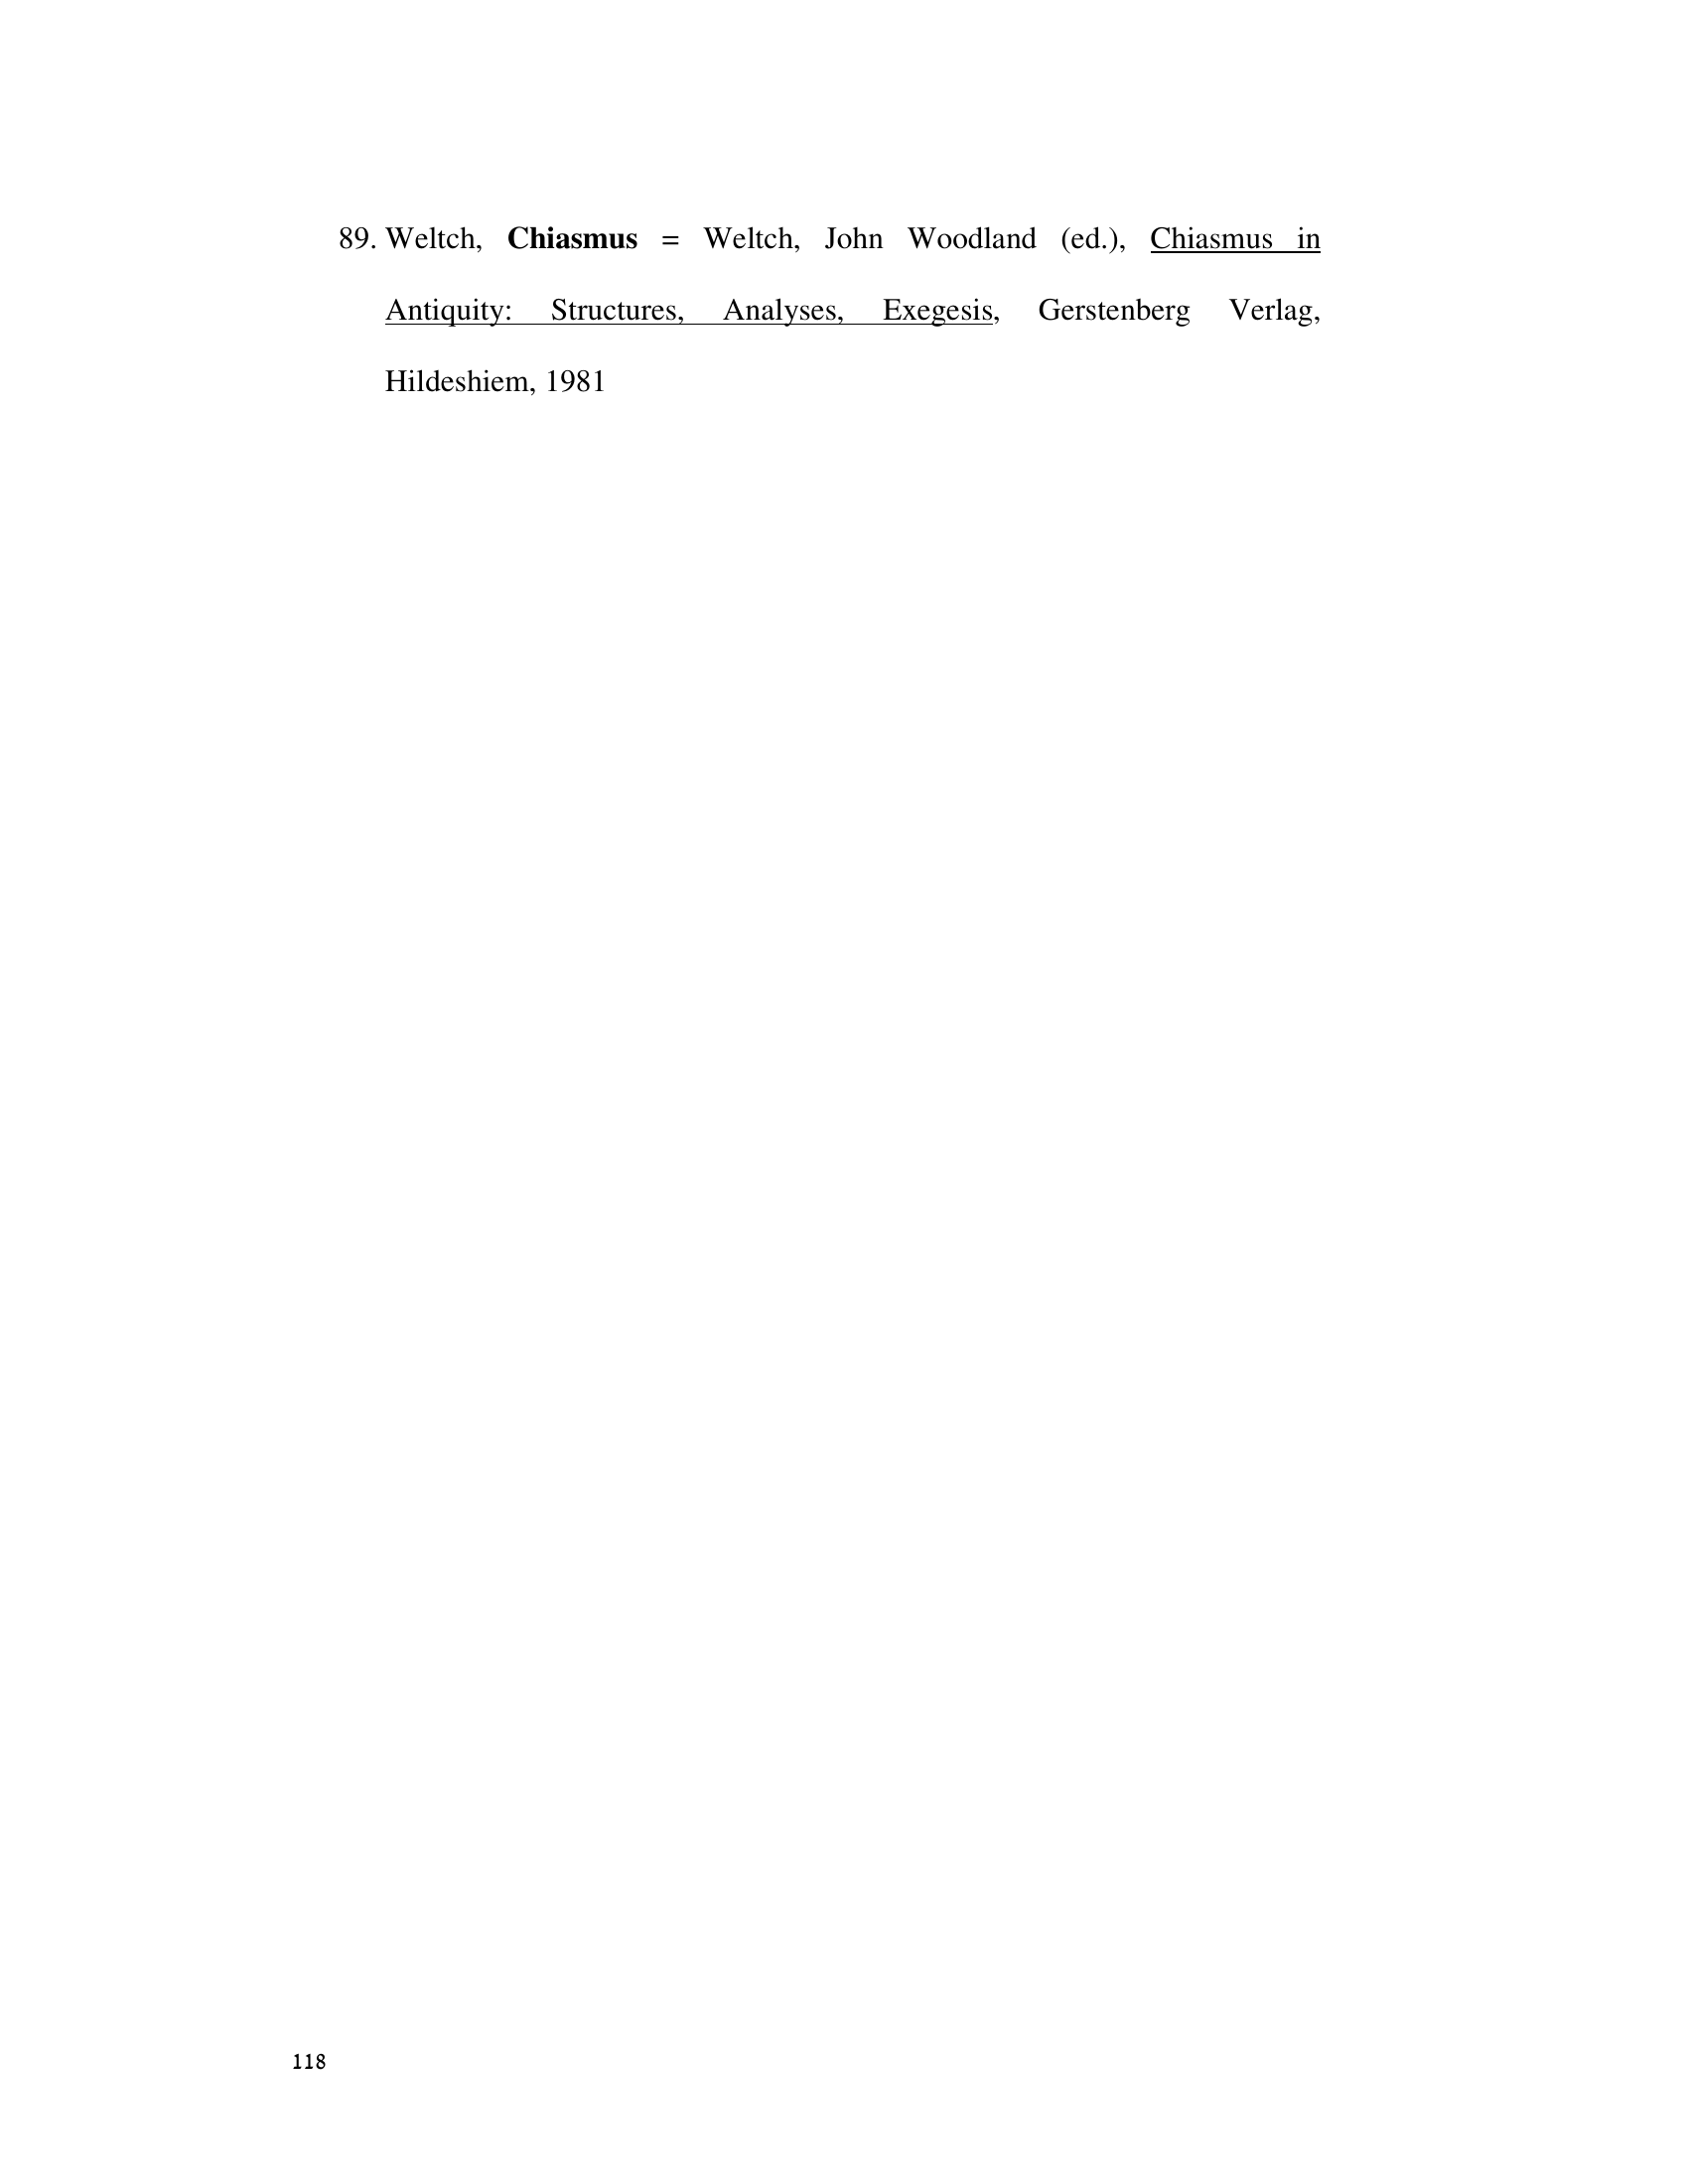 89. Weltch, Chiasmus = Weltch, John Woodland (ed.), Chiasmus in
Antiquity: Structures, Analyses, Exegesis, Gerstenberg Verlag,
Hildeshiem, 1981
118